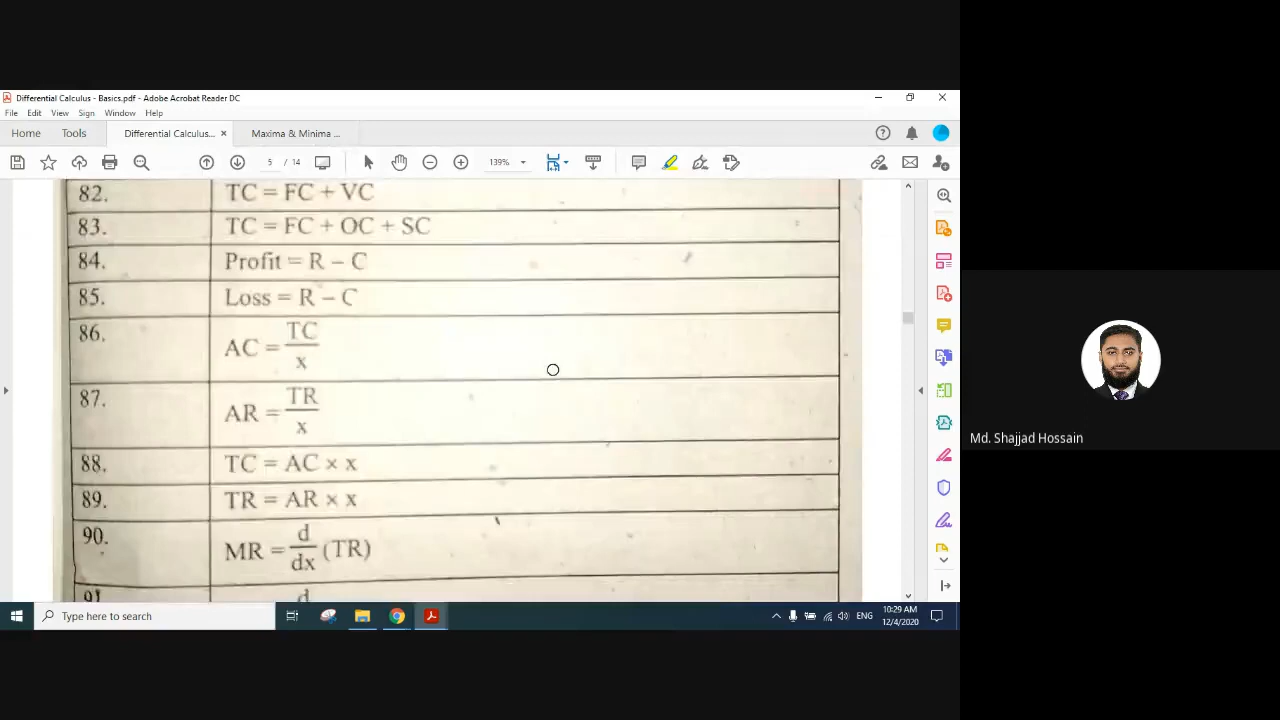 Differential Calculus - Basics.pdf - Adobe Acrobat Reader DC
File Edit View Sign Window Help
Home Tools Differential Calculus... × Maxima & Minima ...
5 / 14 139%
82. TC = FC + VC
83. TC = FC + OC + SC
84. Profit = R – C
85. Loss = R – C
86. AC = TC/x
87. AR = TR/x
88. TC = AC × x
89. TR = AR × x
90. MR = d/dx (TR)
91. d
Md. Shajjad Hossain
Type here to search
ENG
10:29 AM
12/4/2020